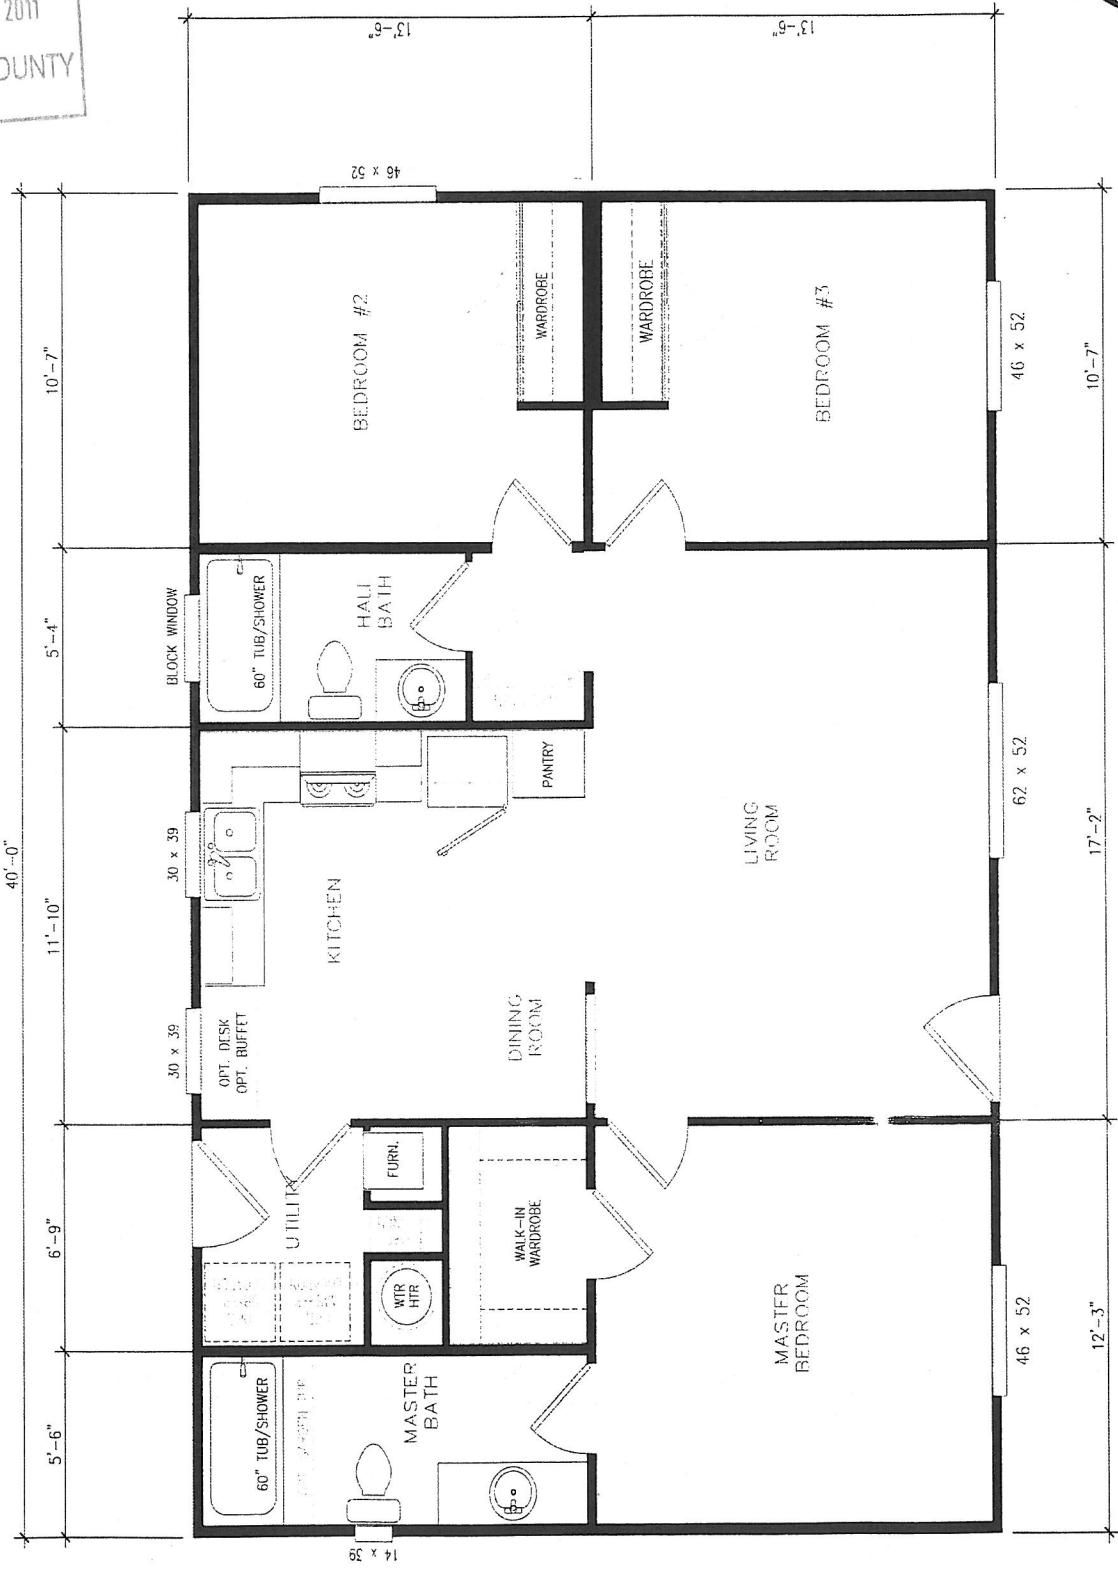 2011
OUNTY
40'-0"
5'-6"
6'-9"
11'-10"
5'-4"
10'-7"
14 x 39
30 x 39
30 x 39
BLOCK WINDOW
46 x 52
13'-6"
13'-6"
60" TUB/SHOWER
MASTER
BATH
UTILITY
WTR
HTR
FURN.
WALK-IN
WARDROBE
OPT. DESK
OPT. BUFFET
KITCHEN
DINING
ROOM
PANTRY
60" TUB/SHOWER
HALL
BATH
BEDROOM #2
WARDROBE
WARDROBE
BEDROOM #3
LIVING
ROOM
MASTER
BEDROOM
46 x 52
62 x 52
46 x 52
12'-3"
17'-2"
10'-7"